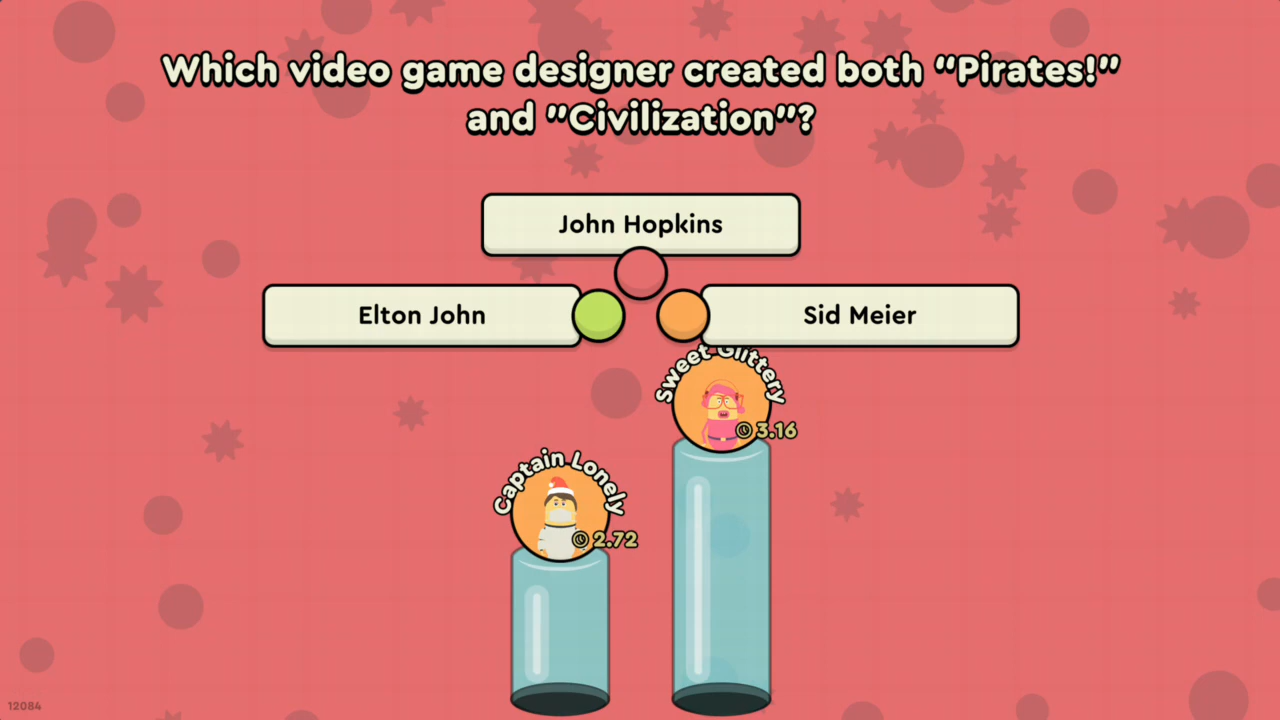 Which video game designer created both "Pirates!"
and "Civilization"?
John Hopkins
Elton John
Sid Meier
Sweet Glittery
3.16
Captain Lonely
2.72
12084